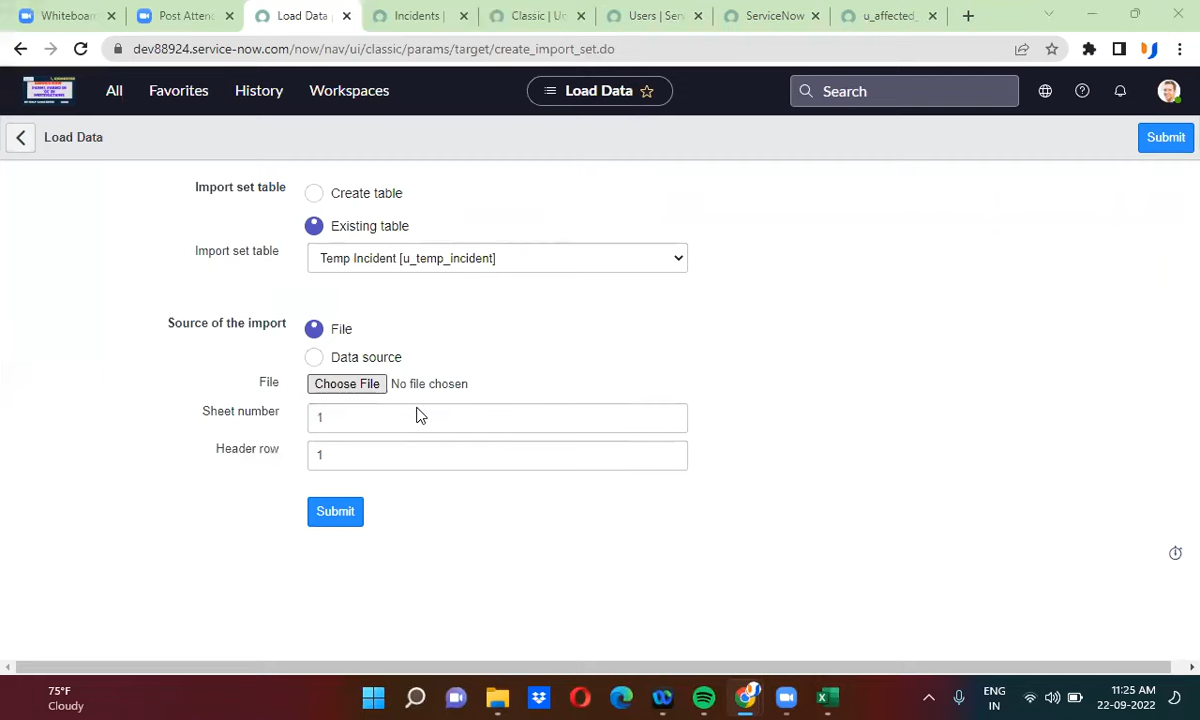 Whiteboar
Post Atten
Load Data
Incidents |
Classic | Un
Users | Ser
ServiceNow
u_affected_
dev88924.service-now.com/now/nav/ui/classic/params/target/create_import_set.do
All
Favorites
History
Workspaces
Load Data
Search
Load Data
Submit
Import set table
Create table
Existing table
Import set table
Temp Incident [u_temp_incident]
Source of the import
File
Data source
File
Choose File
No file chosen
Sheet number
1
Header row
1
Submit
75°F
Cloudy
ENG
IN
11:25 AM
22-09-2022